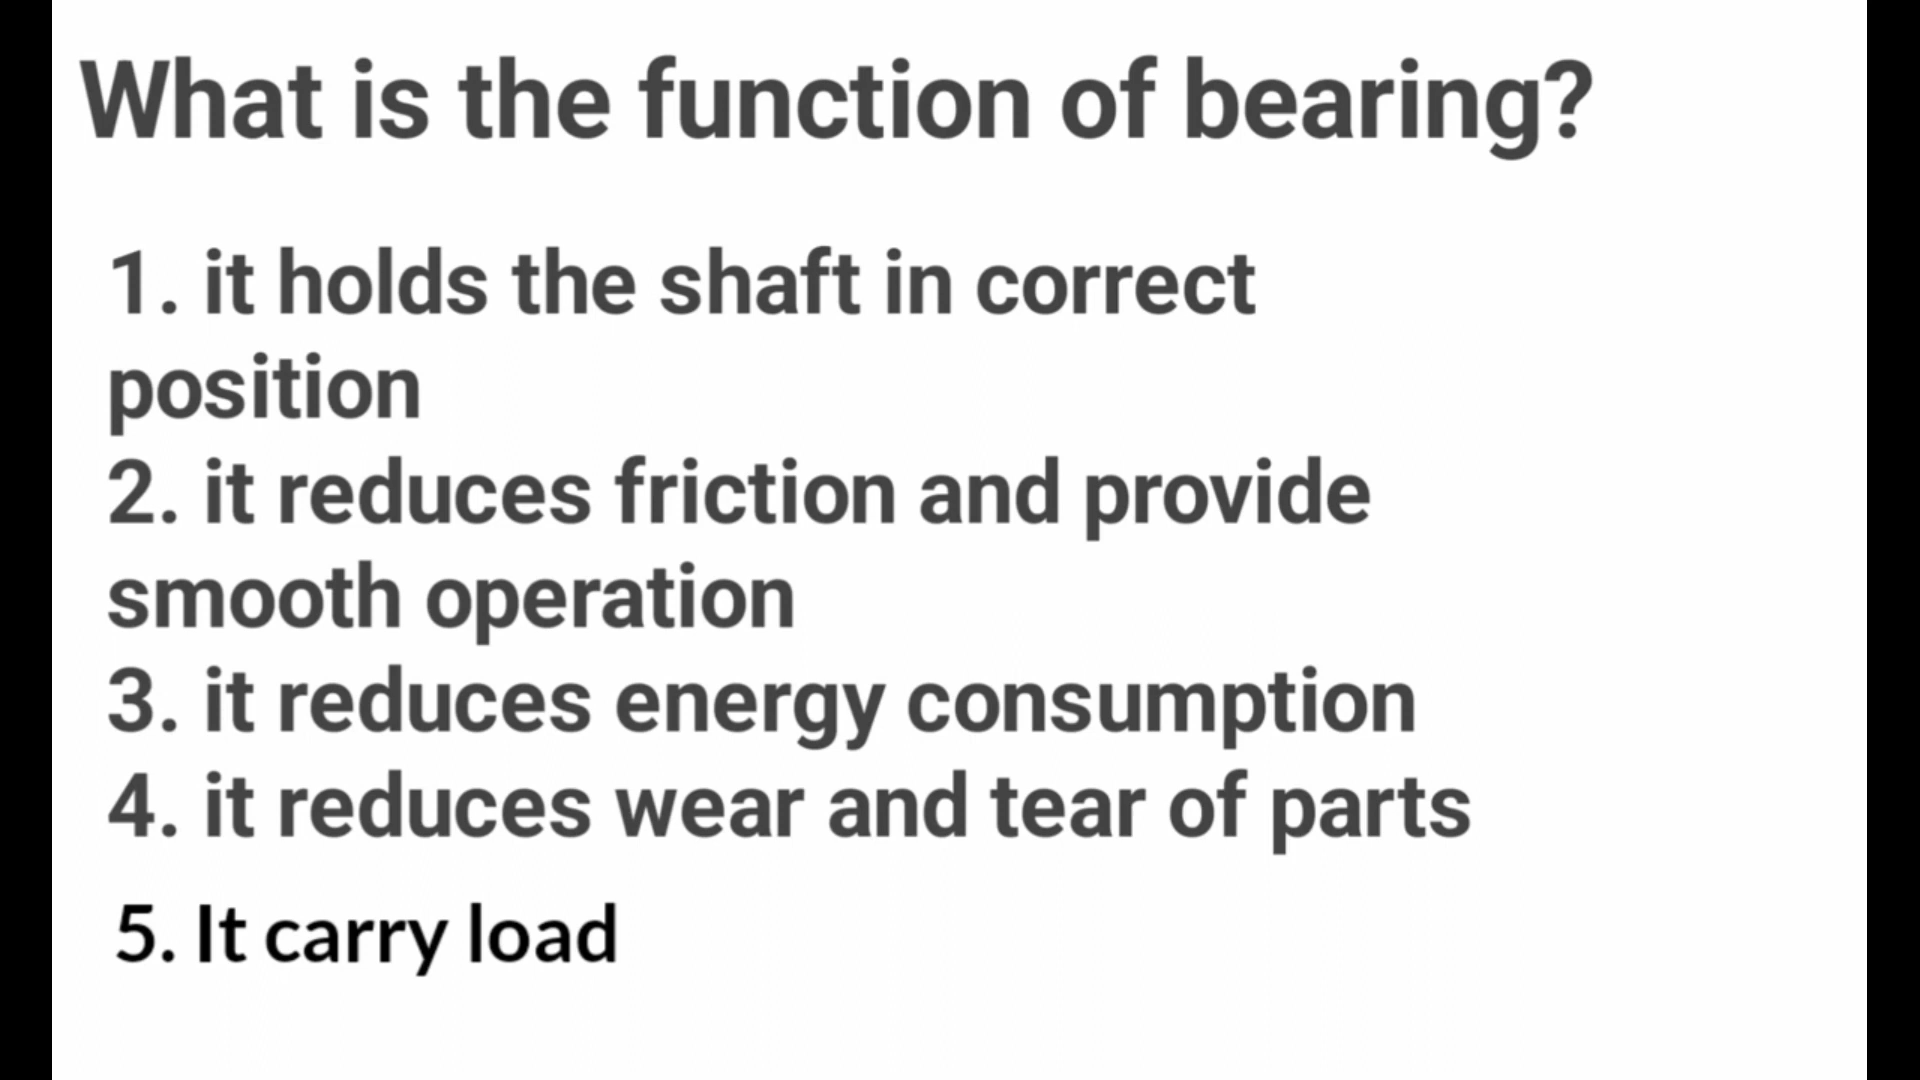 What is the function of bearing?
1. it holds the shaft in correct
position
2. it reduces friction and provide
smooth operation
3. it reduces energy consumption
4. it reduces wear and tear of parts
5. It carry load